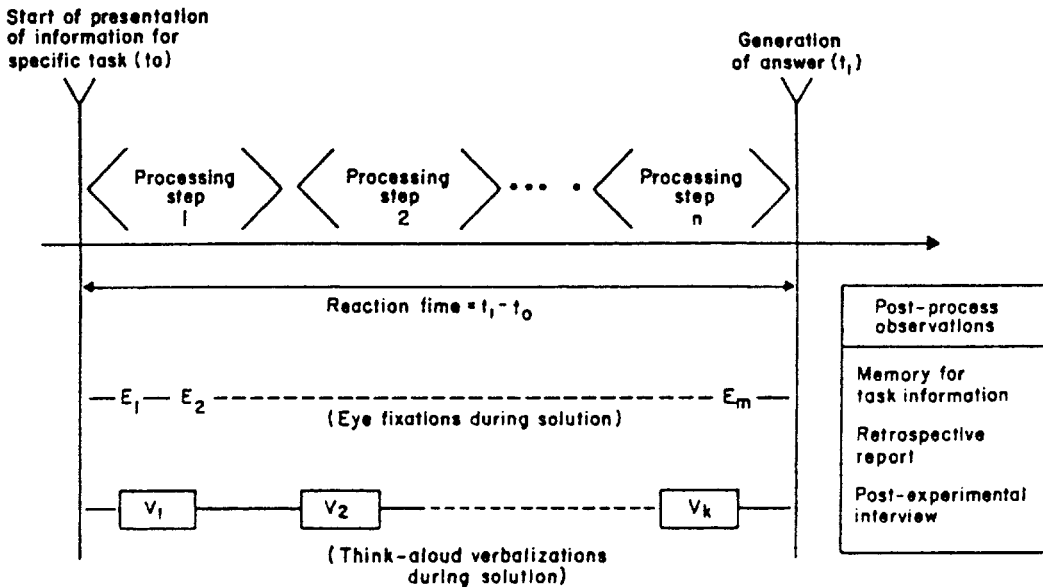 Start of presentation
of information for
specific task (to)
Generation
of answer (t₁)
Processing
step
1
Processing
step
2
Processing
step
n
Reaction fime = t₁ - t₀
E₁
E₂
Eₘ
(Eye fixations during solution)
V₁
V₂
Vₖ
(Think-aloud verbalizations
during solution)
Post-process
observations
Memory for
task information
Retrospective
report
Post-experimental
interview